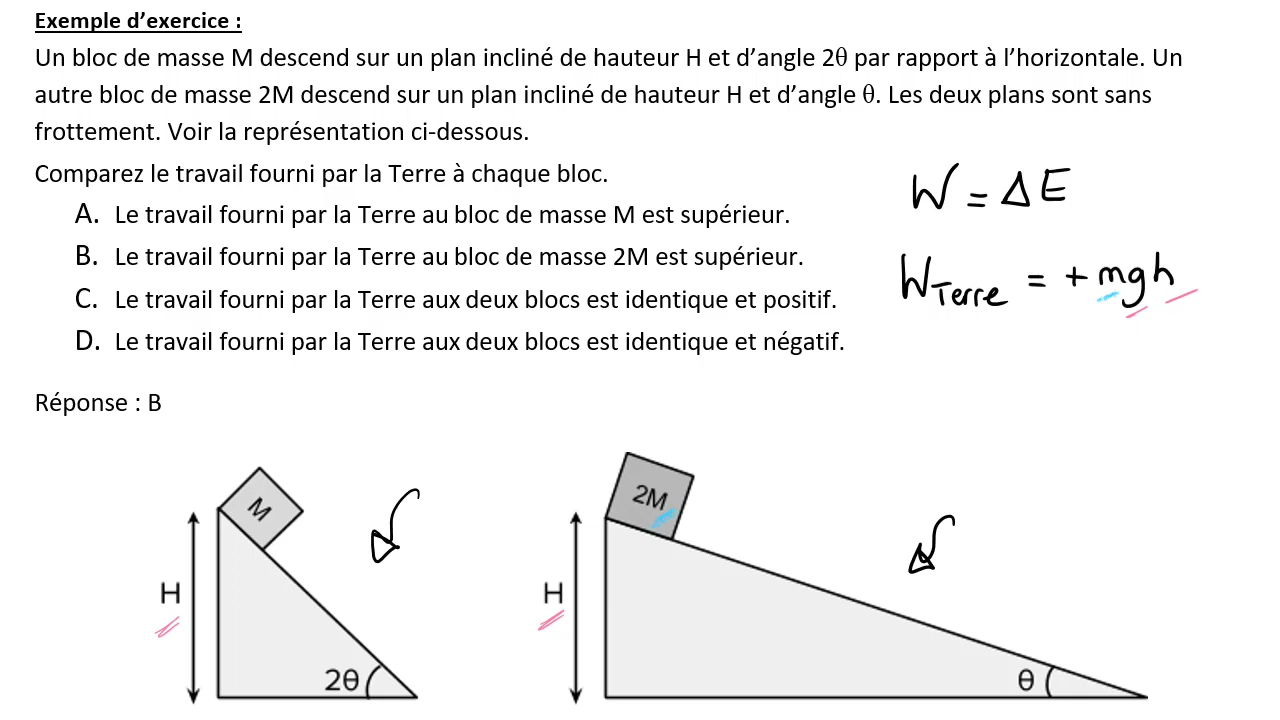 Exemple d’exercice :
Un bloc de masse M descend sur un plan incliné de hauteur H et d’angle 2θ par rapport à l’horizontale. Un
autre bloc de masse 2M descend sur un plan incliné de hauteur H et d’angle θ. Les deux plans sont sans
frottement. Voir la représentation ci-dessous.
Comparez le travail fourni par la Terre à chaque bloc.
A. Le travail fourni par la Terre au bloc de masse M est supérieur.
B. Le travail fourni par la Terre au bloc de masse 2M est supérieur.
C. Le travail fourni par la Terre aux deux blocs est identique et positif.
D. Le travail fourni par la Terre aux deux blocs est identique et négatif.
W = ΔE
W Terre = + mgh
Réponse : B
M
H
2θ
2M
H
θ